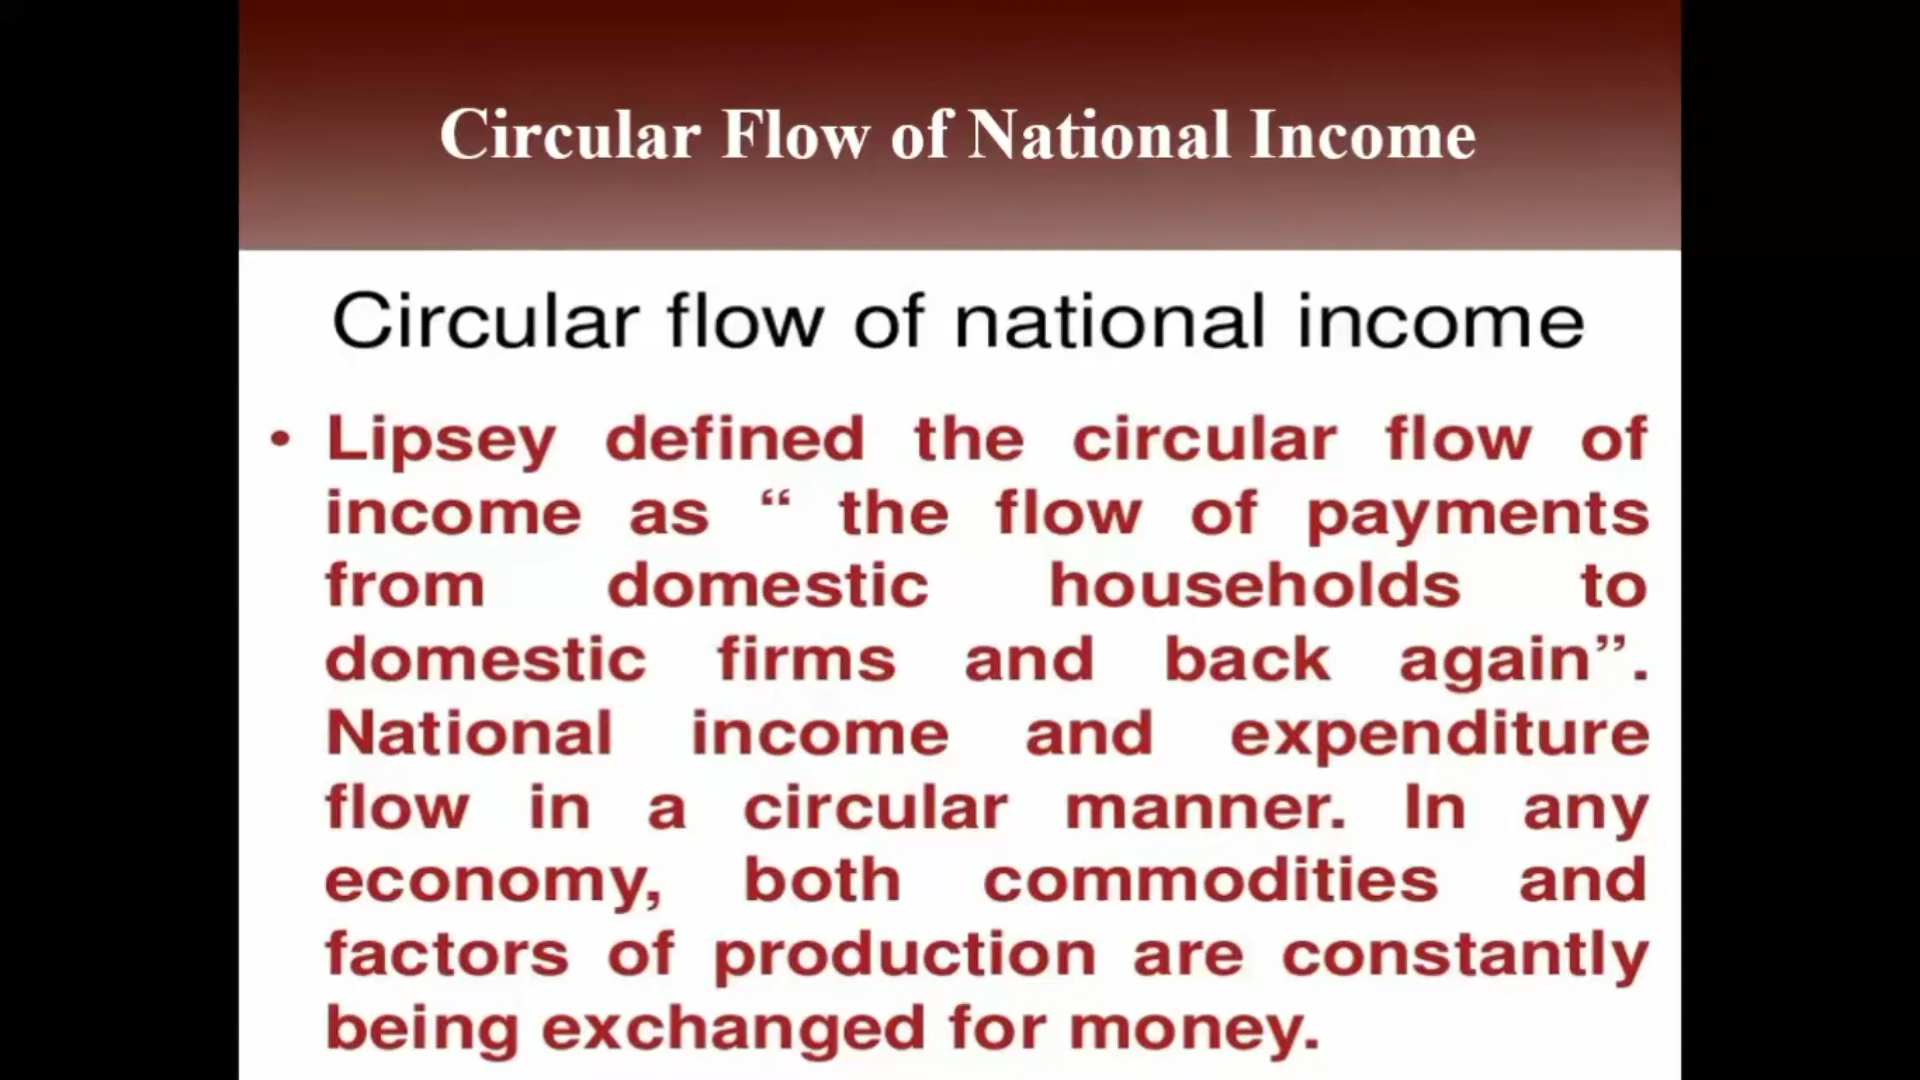 Circular Flow of National Income
Circular flow of national income
• Lipsey defined the circular flow of
income as “ the flow of payments
from domestic households to
domestic firms and back again”.
National income and expenditure
flow in a circular manner. In any
economy, both commodities and
factors of production are constantly
being exchanged for money.